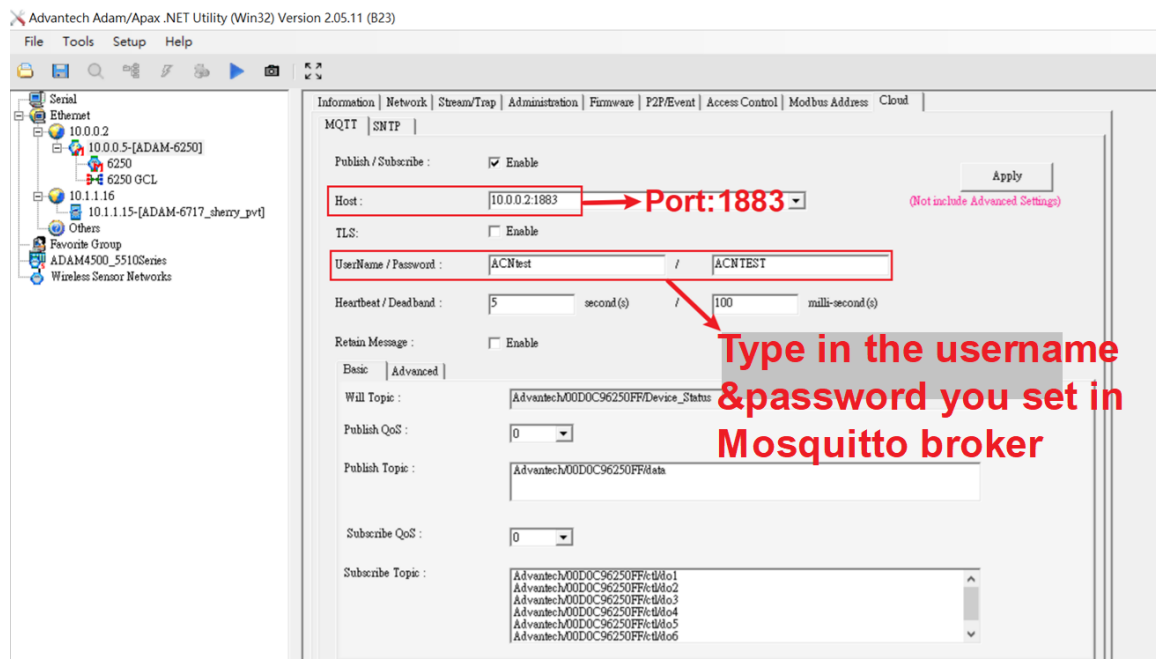 Advantech Adam/Apax .NET Utility (Win32) Version 2.05.11 (B23)
File Tools Setup Help
Serial
Ethernet
10.0.0.2
10.0.0.5-[ADAM-6250]
6250
6250 GCL
10.1.1.16
10.1.1.15-[ADAM-6717_sherry_pvt]
Others
Favorite Group
ADAM4500_5510Series
Wireless Sensor Networks
Information Network Stream/Trap Administration Firmware P2P/Event Access Control Modbus Address Cloud
MQTT SNTP
Publish / Subscribe : Enable
Apply
Host : 10.0.0.2:1883 Port:1883
(Not include Advanced Settings)
TLS: Enable
UserName / Password : ACNtest / ACNTEST
Heartbeat / Deadband : 5 second(s) / 100 milli-second(s)
Retain Message : Enable
Type in the username
&password you set in
Mosquitto broker
Basic Advanced
Will Topic : Advantech/00D0C96250FF/Device_Status
Publish QoS : 0
Publish Topic : Advantech/00D0C96250FF/data
Subscribe QoS : 0
Subscribe Topic : Advantech/00D0C96250FF/ctl/do1
Advantech/00D0C96250FF/ctl/do2
Advantech/00D0C96250FF/ctl/do3
Advantech/00D0C96250FF/ctl/do4
Advantech/00D0C96250FF/ctl/do5
Advantech/00D0C96250FF/ctl/do6